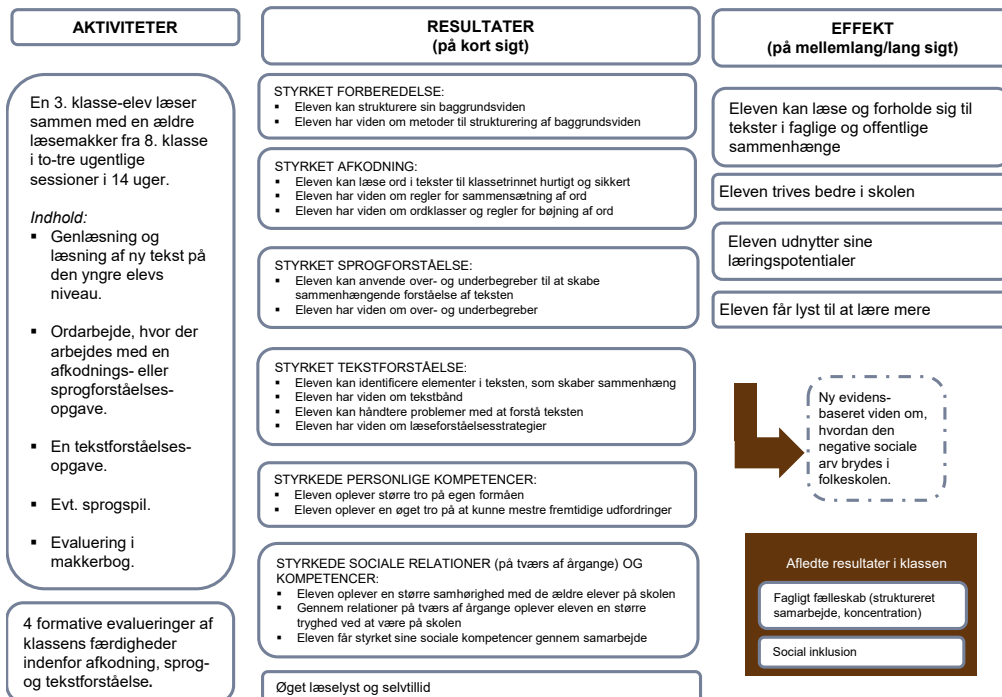 AKTIVITETER
En 3. klasse-elev læser
sammen med en ældre
læsemakker fra 8. klasse
i to-tre ugentlige
sessioner i 14 uger.
Indhold:
▪ Genlæsning og
læsning af ny tekst på
den yngre elevs
niveau.
▪ Ordarbejde, hvor der
arbejdes med en
afkodnings- eller
sprogforståelses-
opgave.
▪ En tekstforståelses-
opgave.
▪ Evt. sprogspil.
▪ Evaluering i
makkerbog.
4 formative evalueringer af
klassens færdigheder
indenfor afkodning, sprog-
og tekstforståelse.
RESULTATER
(på kort sigt)
STYRKET FORBEREDELSE:
▪ Eleven kan strukturere sin baggrundsviden
▪ Eleven har viden om metoder til strukturering af baggrundsviden
STYRKET AFKODNING:
▪ Eleven kan læse ord i tekster til klassetrinnet hurtigt og sikkert
▪ Eleven har viden om regler for sammensætning af ord
▪ Eleven har viden om ordklasser og regler for bøjning af ord
STYRKET SPROGFORSTÅELSE:
▪ Eleven kan anvende over- og underbegreber til at skabe
sammenhængende forståelse af teksten
▪ Eleven har viden om over- og underbegreber
STYRKET TEKSTFORSTÅELSE:
▪ Eleven kan identificere elementer i teksten, som skaber sammenhæng
▪ Eleven har viden om tekstbånd
▪ Eleven kan håndtere problemer med at forstå teksten
▪ Eleven har viden om læseforståelsesstrategier
STYRKEDE PERSONLIGE KOMPETENCER:
▪ Eleven oplever større tro på egen formåen
▪ Eleven oplever en øget tro på at kunne mestre fremtidige udfordringer
STYRKEDE SOCIALE RELATIONER (på tværs af årgange) OG
KOMPETENCER:
▪ Eleven oplever en større samhørighed med de ældre elever på skolen
▪ Gennem relationer på tværs af årgange oplever eleven en større
tryghed ved at være på skolen
▪ Eleven får styrket sine sociale kompetencer gennem samarbejde
Øget læselyst og selvtillid
EFFEKT
(på mellemlang/lang sigt)
Eleven kan læse og forholde sig til
tekster i faglige og offentlige
sammenhænge
Eleven trives bedre i skolen
Eleven udnytter sine
læringspotentialer
Eleven får lyst til at lære mere
Ny evidens-
baseret viden om,
hvordan den
negative sociale
arv brydes i
folkeskolen.
Afledte resultater i klassen
Fagligt fælleskab (struktureret
samarbejde, koncentration)
Social inklusion